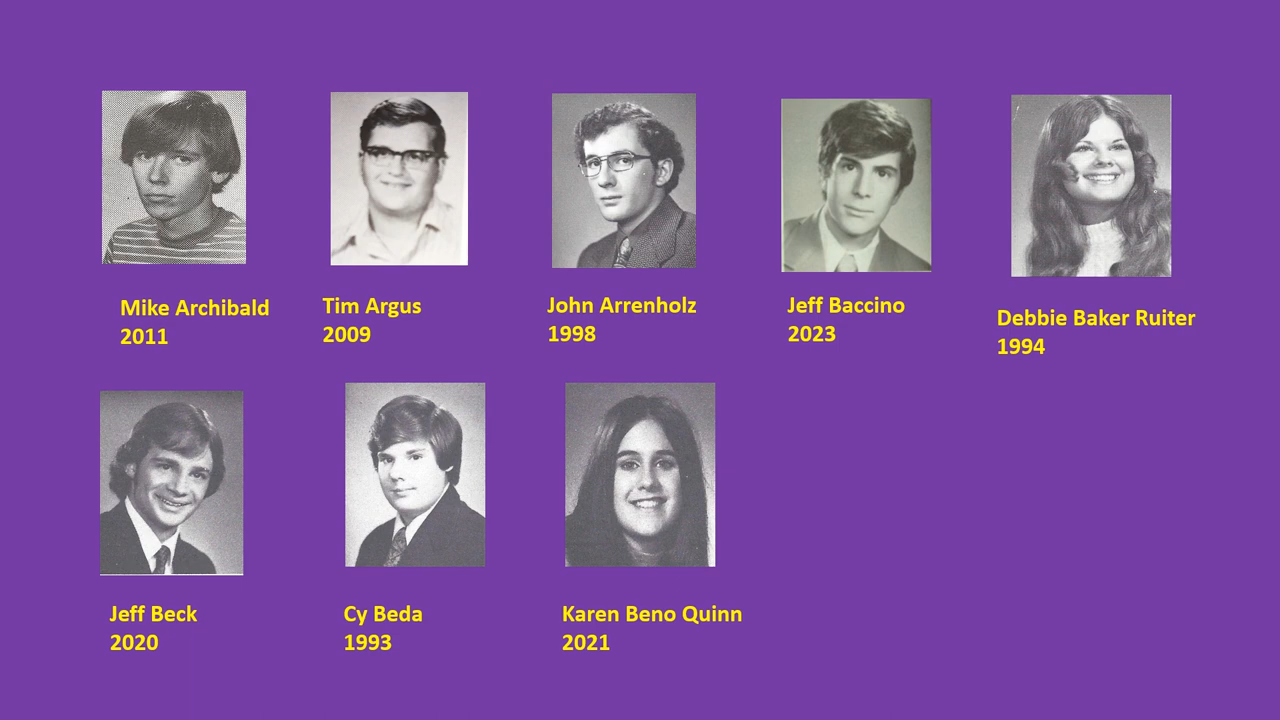 Mike Archibald
2011
Tim Argus
2009
John Arrenholz
1998
Jeff Baccino
2023
Debbie Baker Ruiter
1994
Jeff Beck
2020
Cy Beda
1993
Karen Beno Quinn
2021